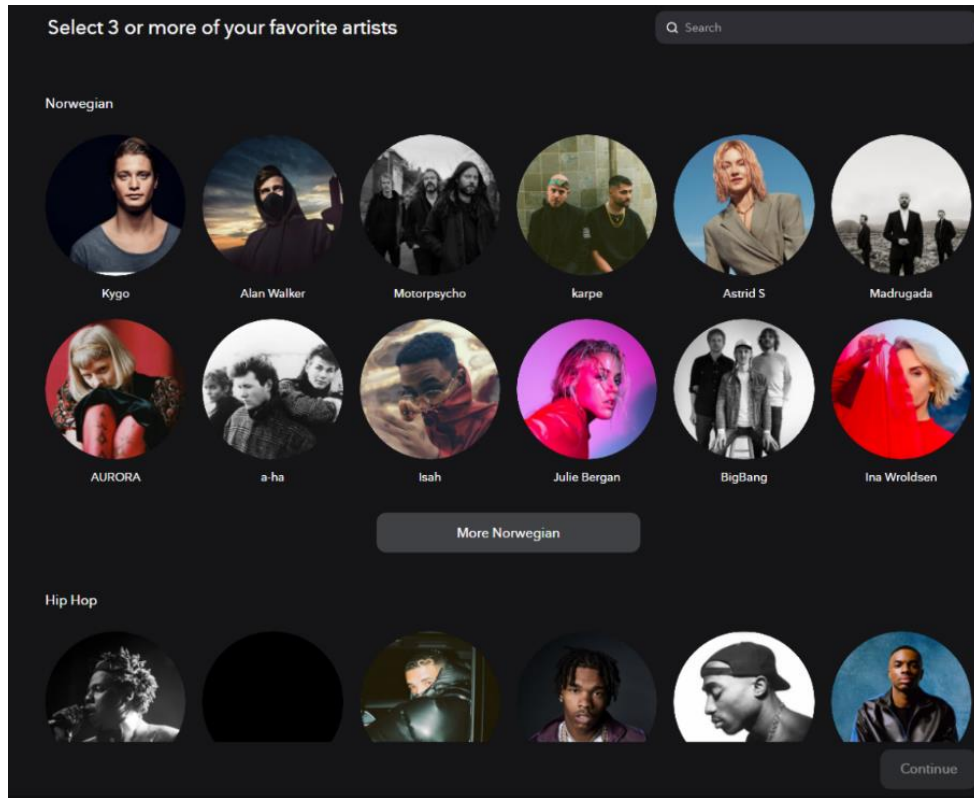 Select 3 or more of your favorite artists
Search
Norwegian
Kygo
Alan Walker
Motorpsycho
karpe
Astrid S
Madrugada
AURORA
a-ha
Isah
Julie Bergan
BigBang
Ina Wroldsen
More Norwegian
Hip Hop
Continue